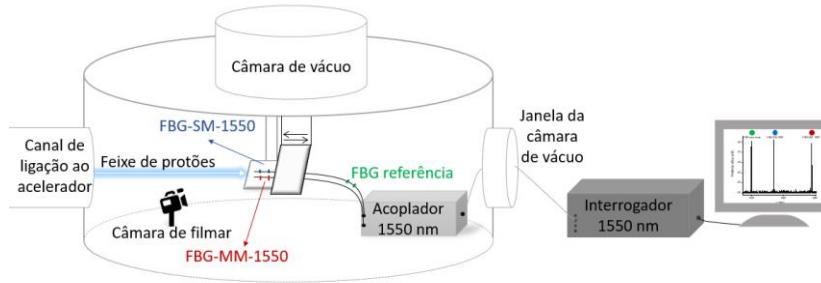 Câmara de vácuo
FBG-SM-1550
Canal de
ligação ao
acelerador
Feixe de protões
Câmara de filmar
FBG-MM-1550
FBG referência
Acoplador
1550 nm
Janela da
câmara
de vácuo
Interrogador
1550 nm